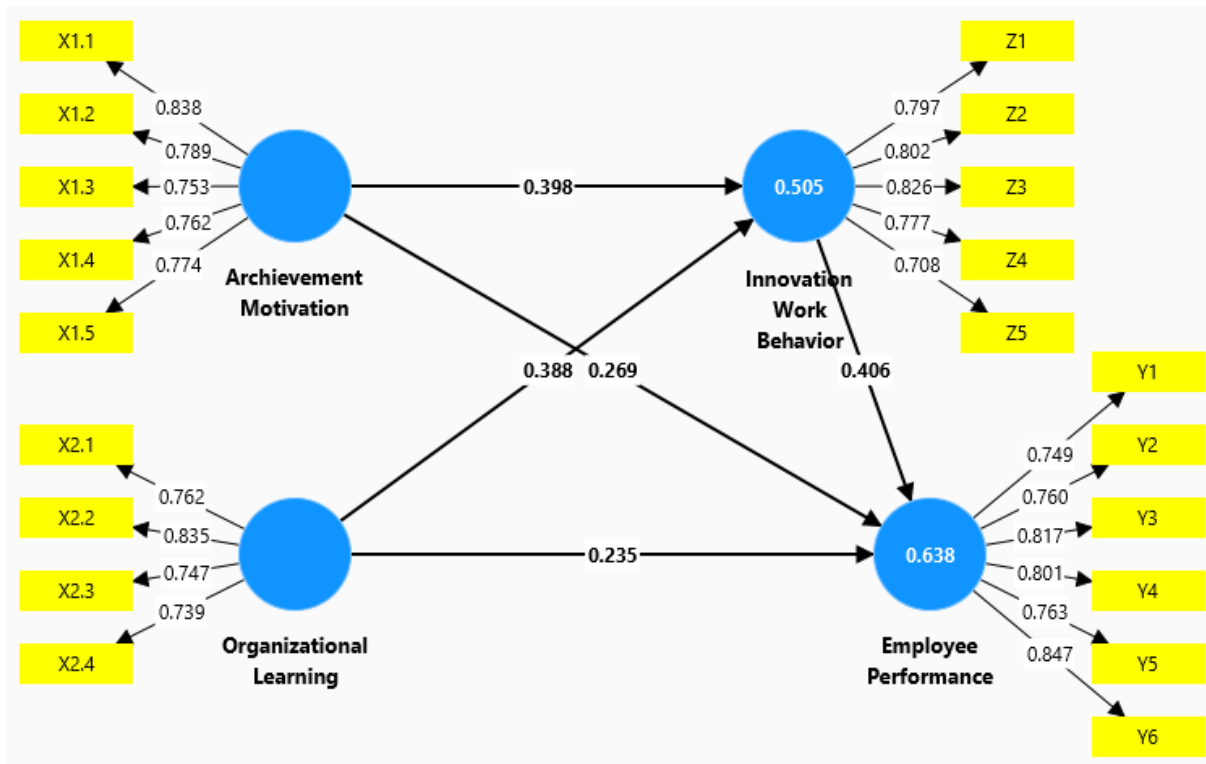 X1.1
0.838
X1.2
0.789
X1.3
0.753
X1.4
0.762
0.774
X1.5
Archievement
Motivation
0.398
0.505
Innovation
Work
Behavior
Z1
0.797
Z2
0.802
Z3
0.826
Z4
0.777
0.708
Z5
0.388
0.269
0.406
X2.1
0.762
X2.2
0.835
X2.3
0.747
0.739
X2.4
Organizational
Learning
0.235
0.638
Employee
Performance
Y1
0.749
Y2
0.760
Y3
0.817
Y4
0.801
0.763
Y5
0.847
Y6